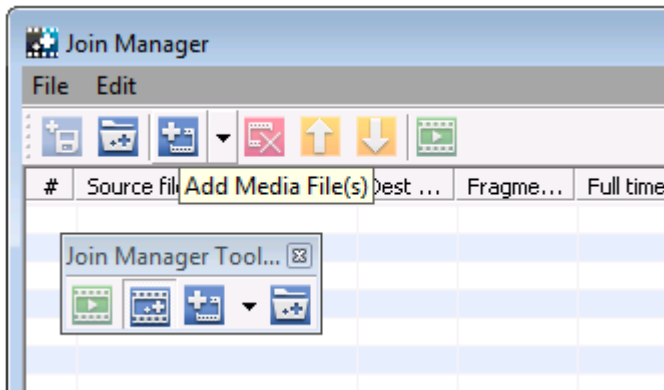 Join Manager
File Edit
# Source fil Dest ... Fragme... Full time
Add Media File(s)
Join Manager Tool...